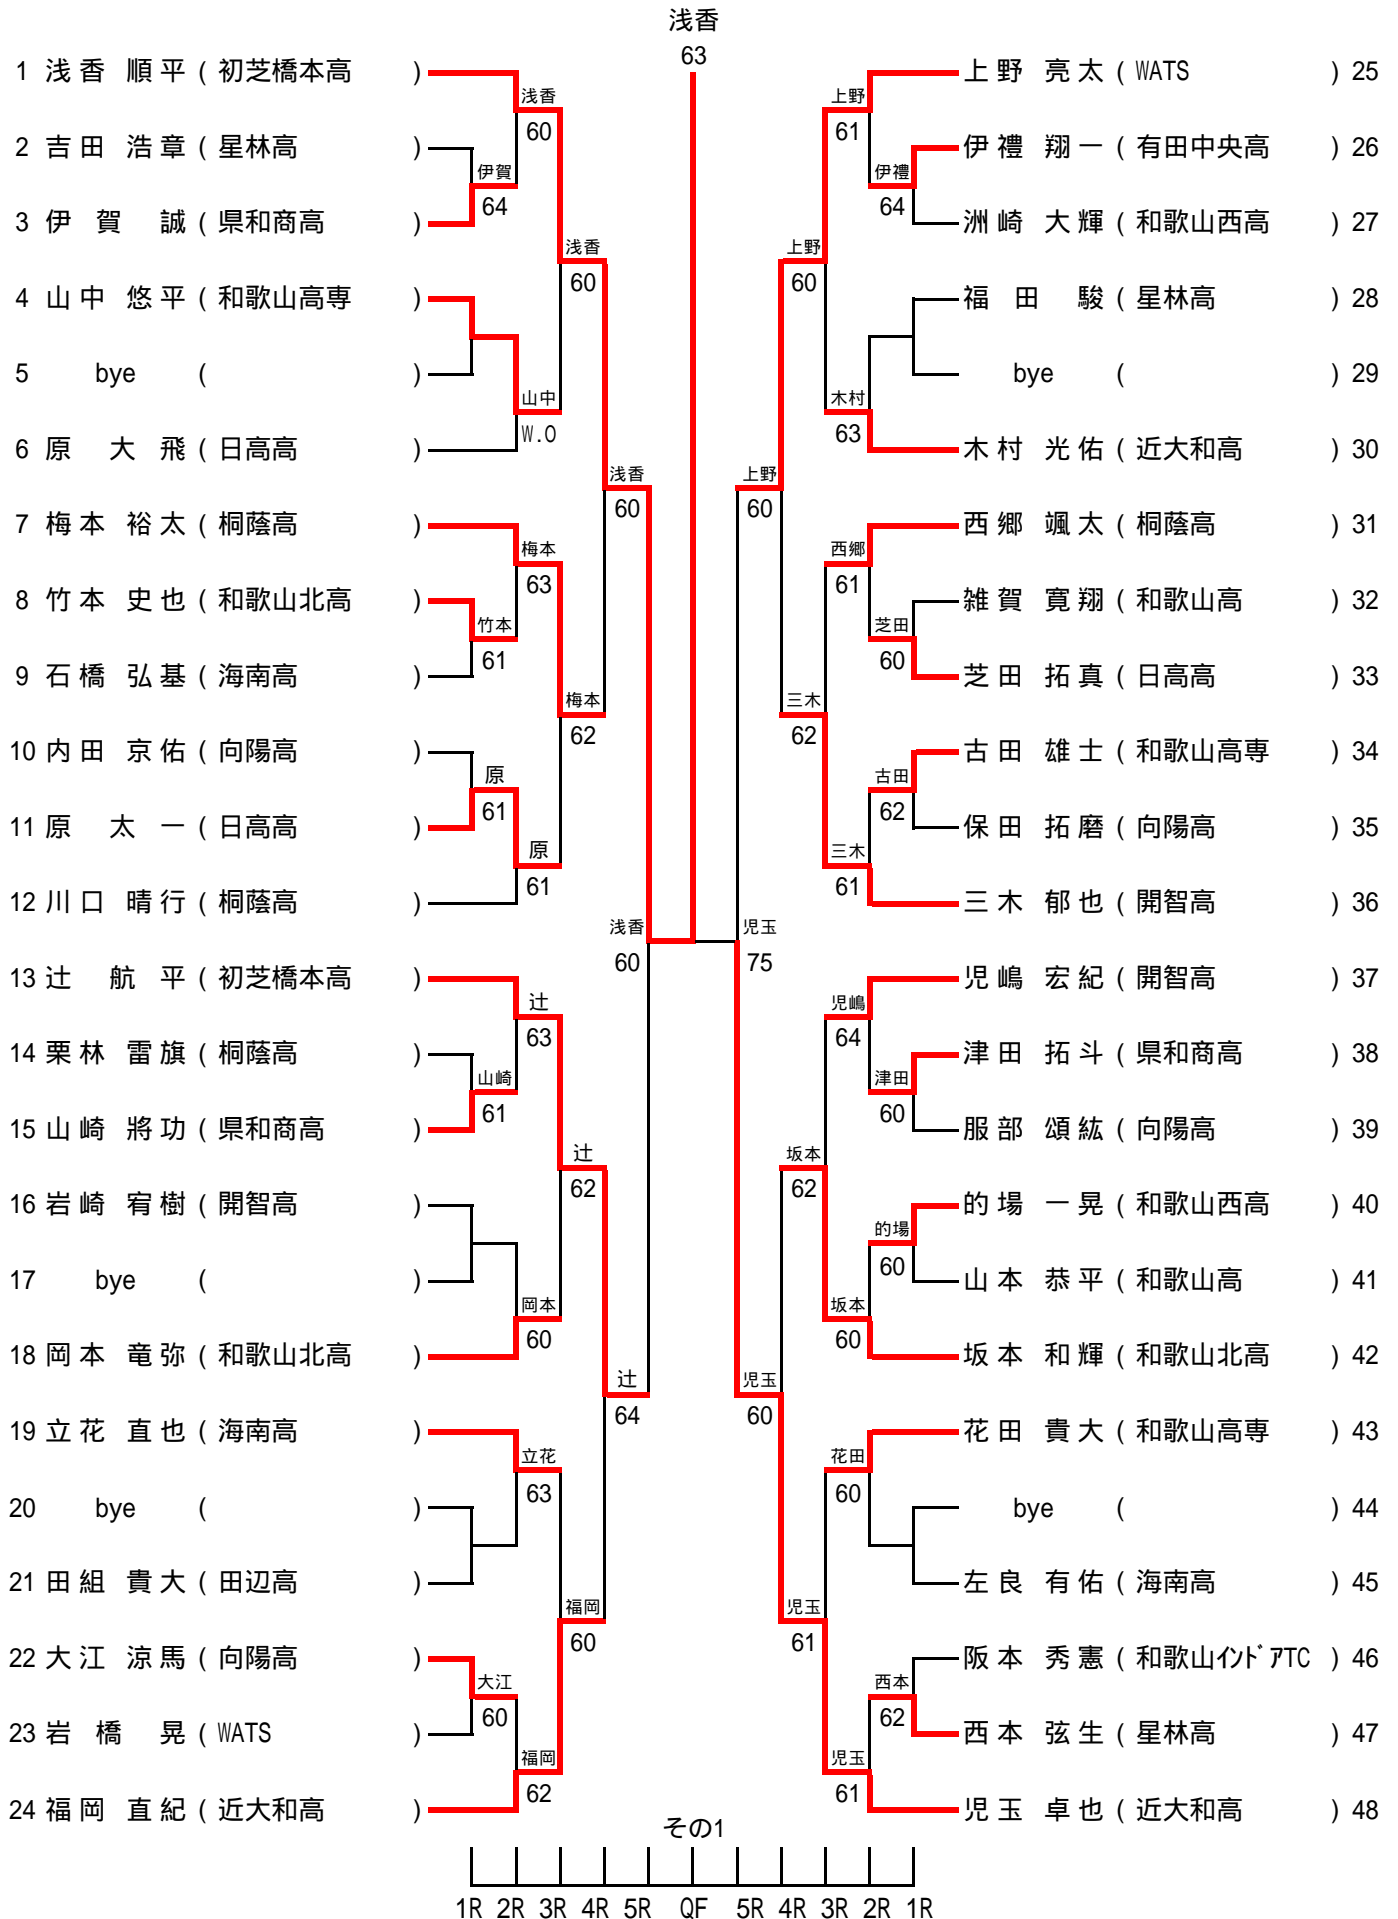 浅香
63
1 浅香 順平 ( 初芝橋本高 )
2 吉田 浩章 ( 星林高 )
3 伊賀 誠 ( 県和商高 )
4 山中 悠平 ( 和歌山高専 )
5 bye ( )
6 原 大飛 ( 日高高 )
7 梅本 裕太 ( 桐蔭高 )
8 竹本 史也 ( 和歌山北高 )
9 石橋 弘基 ( 海南高 )
10 内田 京佑 ( 向陽高 )
11 原 太一 ( 日高高 )
12 川口 晴行 ( 桐蔭高 )
13 辻 航平 ( 初芝橋本高 )
14 栗林 雷旗 ( 桐蔭高 )
15 山崎 將功 ( 県和商高 )
16 岩崎 宥樹 ( 開智高 )
17 bye ( )
18 岡本 竜弥 ( 和歌山北高 )
19 立花 直也 ( 海南高 )
20 bye ( )
21 田組 貴大 ( 田辺高 )
22 大江 涼馬 ( 向陽高 )
23 岩橋 晃 ( WATS )
24 福岡 直紀 ( 近大和高 )
伊賀
64
竹本
61
原
61
山崎
61
大江
60
浅香
60
山中
W.O
梅本
63
原
61
辻
63
岡本
60
立花
63
福岡
62
浅香
60
梅本
62
辻
62
福岡
60
浅香
60
辻
64
浅香
60
児玉
75
上野
60
児玉
60
上野
60
三木
62
坂本
62
児玉
61
上野
61
木村
63
西郷
61
三木
61
児嶋
64
坂本
60
花田
60
児玉
61
伊禮
64
芝田
60
古田
62
津田
60
的場
60
西本
62
上野 亮太 ( WATS ) 25
伊禮 翔一 ( 有田中央高 ) 26
洲崎 大輝 ( 和歌山西高 ) 27
福田 駿 ( 星林高 ) 28
bye ( ) 29
木村 光佑 ( 近大和高 ) 30
西郷 颯太 ( 桐蔭高 ) 31
雑賀 寛翔 ( 和歌山高 ) 32
芝田 拓真 ( 日高高 ) 33
古田 雄士 ( 和歌山高専 ) 34
保田 拓磨 ( 向陽高 ) 35
三木 郁也 ( 開智高 ) 36
児嶋 宏紀 ( 開智高 ) 37
津田 拓斗 ( 県和商高 ) 38
服部 頌紘 ( 向陽高 ) 39
的場 一晃 ( 和歌山西高 ) 40
山本 恭平 ( 和歌山高 ) 41
坂本 和輝 ( 和歌山北高 ) 42
花田 貴大 ( 和歌山高専 ) 43
bye ( ) 44
左良 有佑 ( 海南高 ) 45
阪本 秀憲 ( 和歌山ｲﾝﾄﾞｱTC ) 46
西本 弦生 ( 星林高 ) 47
児玉 卓也 ( 近大和高 ) 48
その1
1R 2R 3R 4R 5R QF 5R 4R 3R 2R 1R